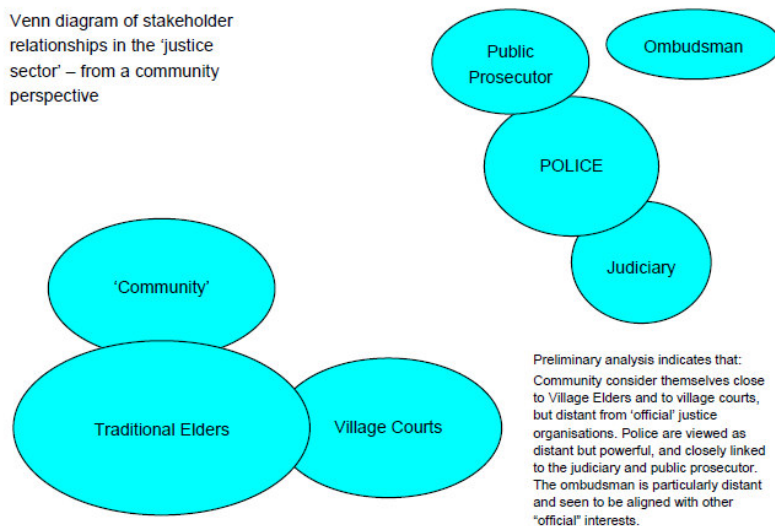 Venn diagram of stakeholder
relationships in the ‘justice
sector’ – from a community
perspective
Public
Prosecutor
Ombudsman
POLICE
Judiciary
‘Community’
Traditional Elders
Village Courts
Preliminary analysis indicates that:
Community consider themselves close
to Village Elders and to village courts,
but distant from ‘official’ justice
organisations. Police are viewed as
distant but powerful, and closely linked
to the judiciary and public prosecutor.
The ombudsman is particularly distant
and seen to be aligned with other
“official” interests.